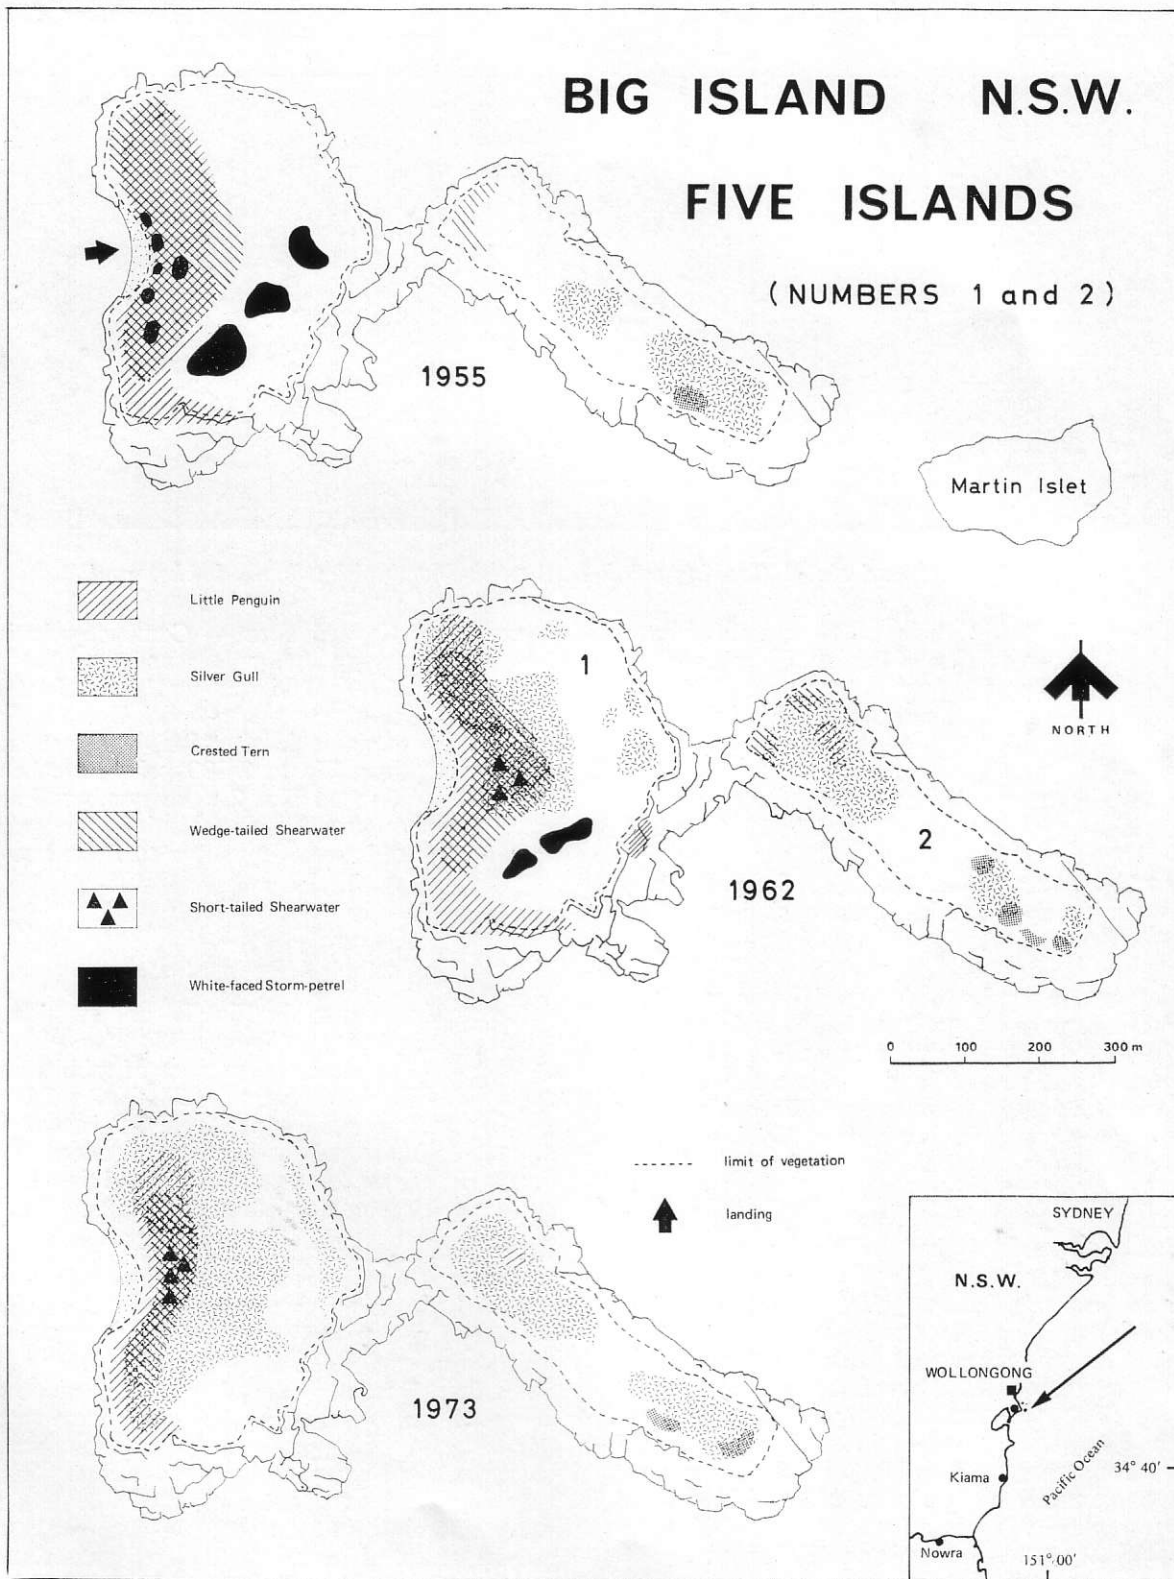 BIG ISLAND N.S.W.
FIVE ISLANDS
(NUMBERS 1 and 2)
1955
Martin Islet
Little Penguin
Silver Gull
Crested Tern
Wedge-tailed Shearwater
Short-tailed Shearwater
White-faced Storm-petrel
1
2
1962
NORTH
0 100 200 300 m
limit of vegetation
landing
1973
SYDNEY
N.S.W.
WOLLONGONG
Kiama
Pacific Ocean
34° 40'
Nowra
151° 00'